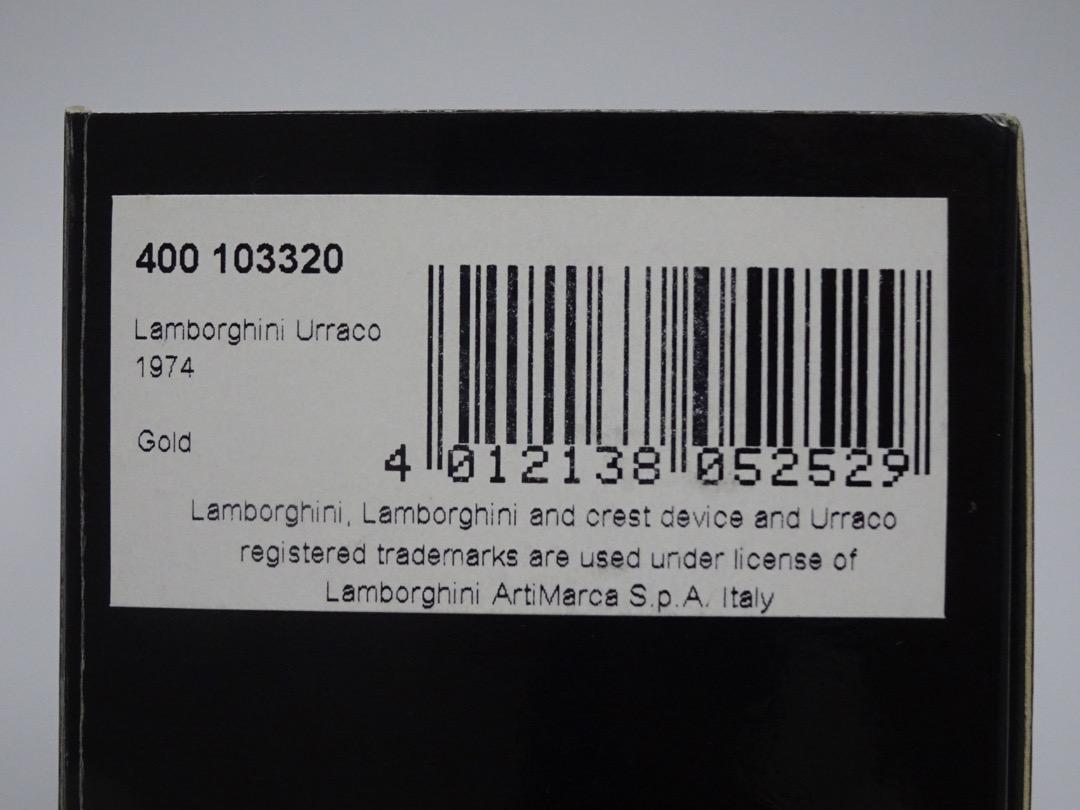 400 103320
Lamborghini Urraco
1974
Gold
4 012138 052529
Lamborghini, Lamborghini and crest device and Urraco
registered trademarks are used under license of
Lamborghini ArtiMarca S.p.A. Italy